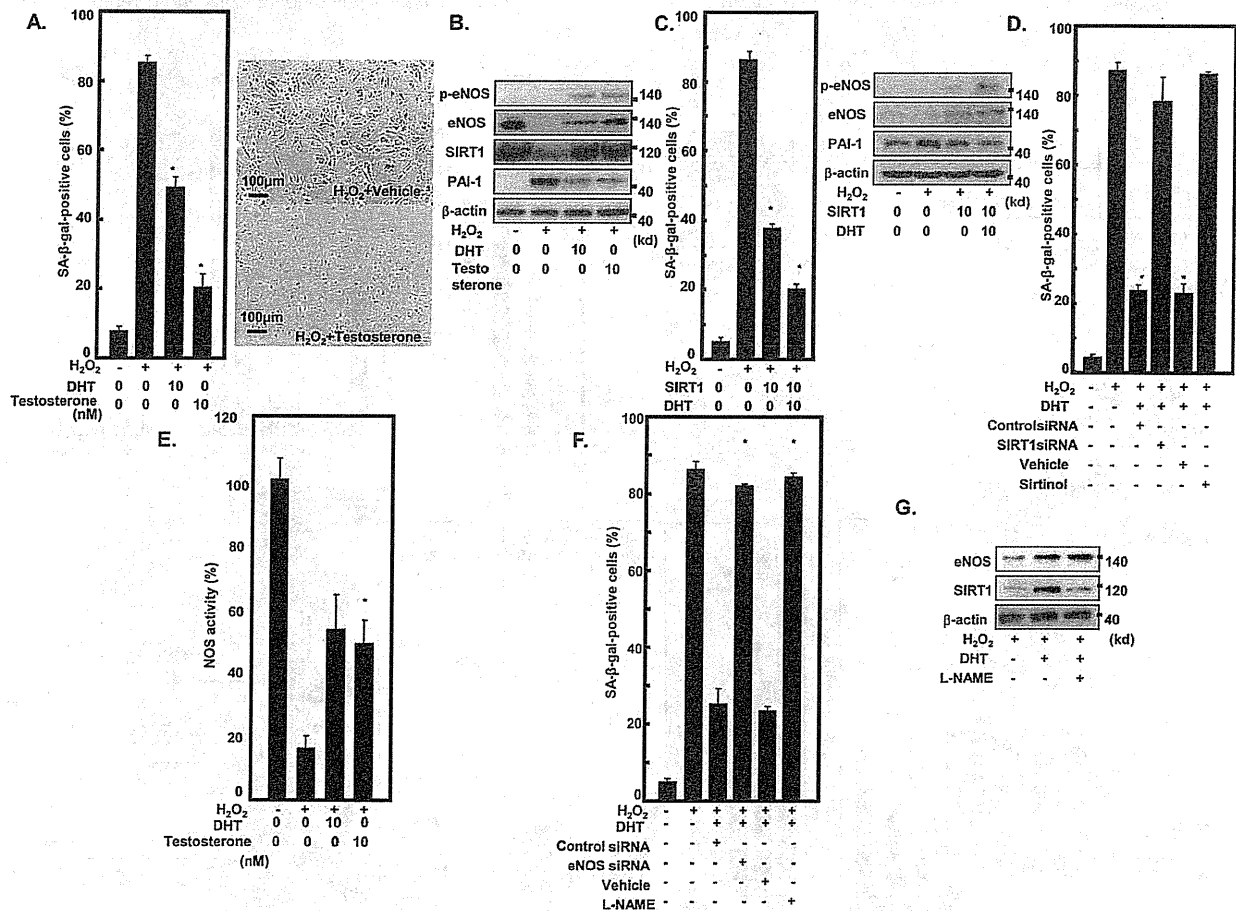 A.
SA-β-gal-positive cells (%)
100
80
60
40
20
0
H₂O₂ - + + +
DHT 0 0 10 0
Testosterone 0 0 0 10
(nM)
100μm
H₂O₂+Vehicle
100μm
H₂O₂+Testosterone
B.
p-eNOS 140
eNOS 140
SIRT1 120
PAI-1 40
β-actin 40
H₂O₂ - + + + (kd)
DHT 0 0 10 0
Testo 0 0 0 10
sterone
C.
SA-β-gal-positive cells (%)
100
80
60
40
20
0
H₂O₂ - + + +
SIRT1 0 0 10 10
DHT 0 0 0 10
p-eNOS 140
eNOS 140
PAI-1 40
β-actin 40
H₂O₂ - + + + (kd)
SIRT1 0 0 10 10
DHT 0 0 0 10
D.
SA-β-gal-positive cells (%)
100
80
60
40
20
0
H₂O₂ - + + + + +
DHT - - + + + +
ControlsiRNA - - + - - -
SIRT1siRNA - - - + - -
Vehicle - - - - + -
Sirtinol - - - - - +
E.
NOS activity (%)
120
100
80
60
40
20
0
H₂O₂ - + + +
DHT 0 0 10 0
Testosterone 0 0 0 10
(nM)
F.
SA-β-gal-positive cells (%)
100
80
60
40
20
0
H₂O₂ - + + + + +
DHT - - + + + +
Control siRNA - - + - - -
eNOS siRNA - - - + - -
Vehicle - - - - + -
L-NAME - - - - - +
G.
eNOS 140
SIRT1 120
β-actin 40
H₂O₂ + + + (kd)
DHT - + +
L-NAME - - +